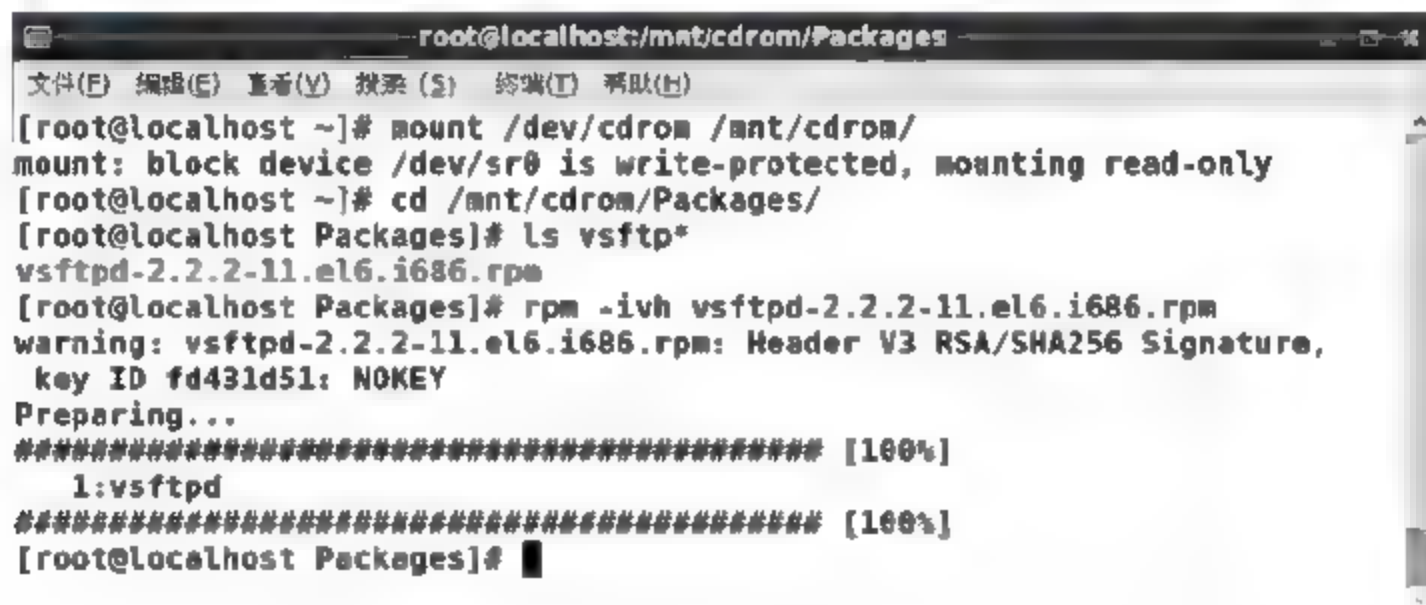 root@localhost:/mnt/cdrom/Packages
文件(F) 编辑(E) 查看(V) 搜索 (S) 终端(T) 帮助(H)
[root@localhost ~]# mount /dev/cdrom /mnt/cdrom/
mount: block device /dev/sr0 is write-protected, mounting read-only
[root@localhost ~]# cd /mnt/cdrom/Packages/
[root@localhost Packages]# ls vsftp*
vsftpd-2.2.2-11.el6.i686.rpm
[root@localhost Packages]# rpm -ivh vsftpd-2.2.2-11.el6.i686.rpm
warning: vsftpd-2.2.2-11.el6.i686.rpm: Header V3 RSA/SHA256 Signature,
key ID fd431d51: NOKEY
Preparing...
########################################### [100%]
1:vsftpd
########################################### [100%]
[root@localhost Packages]#